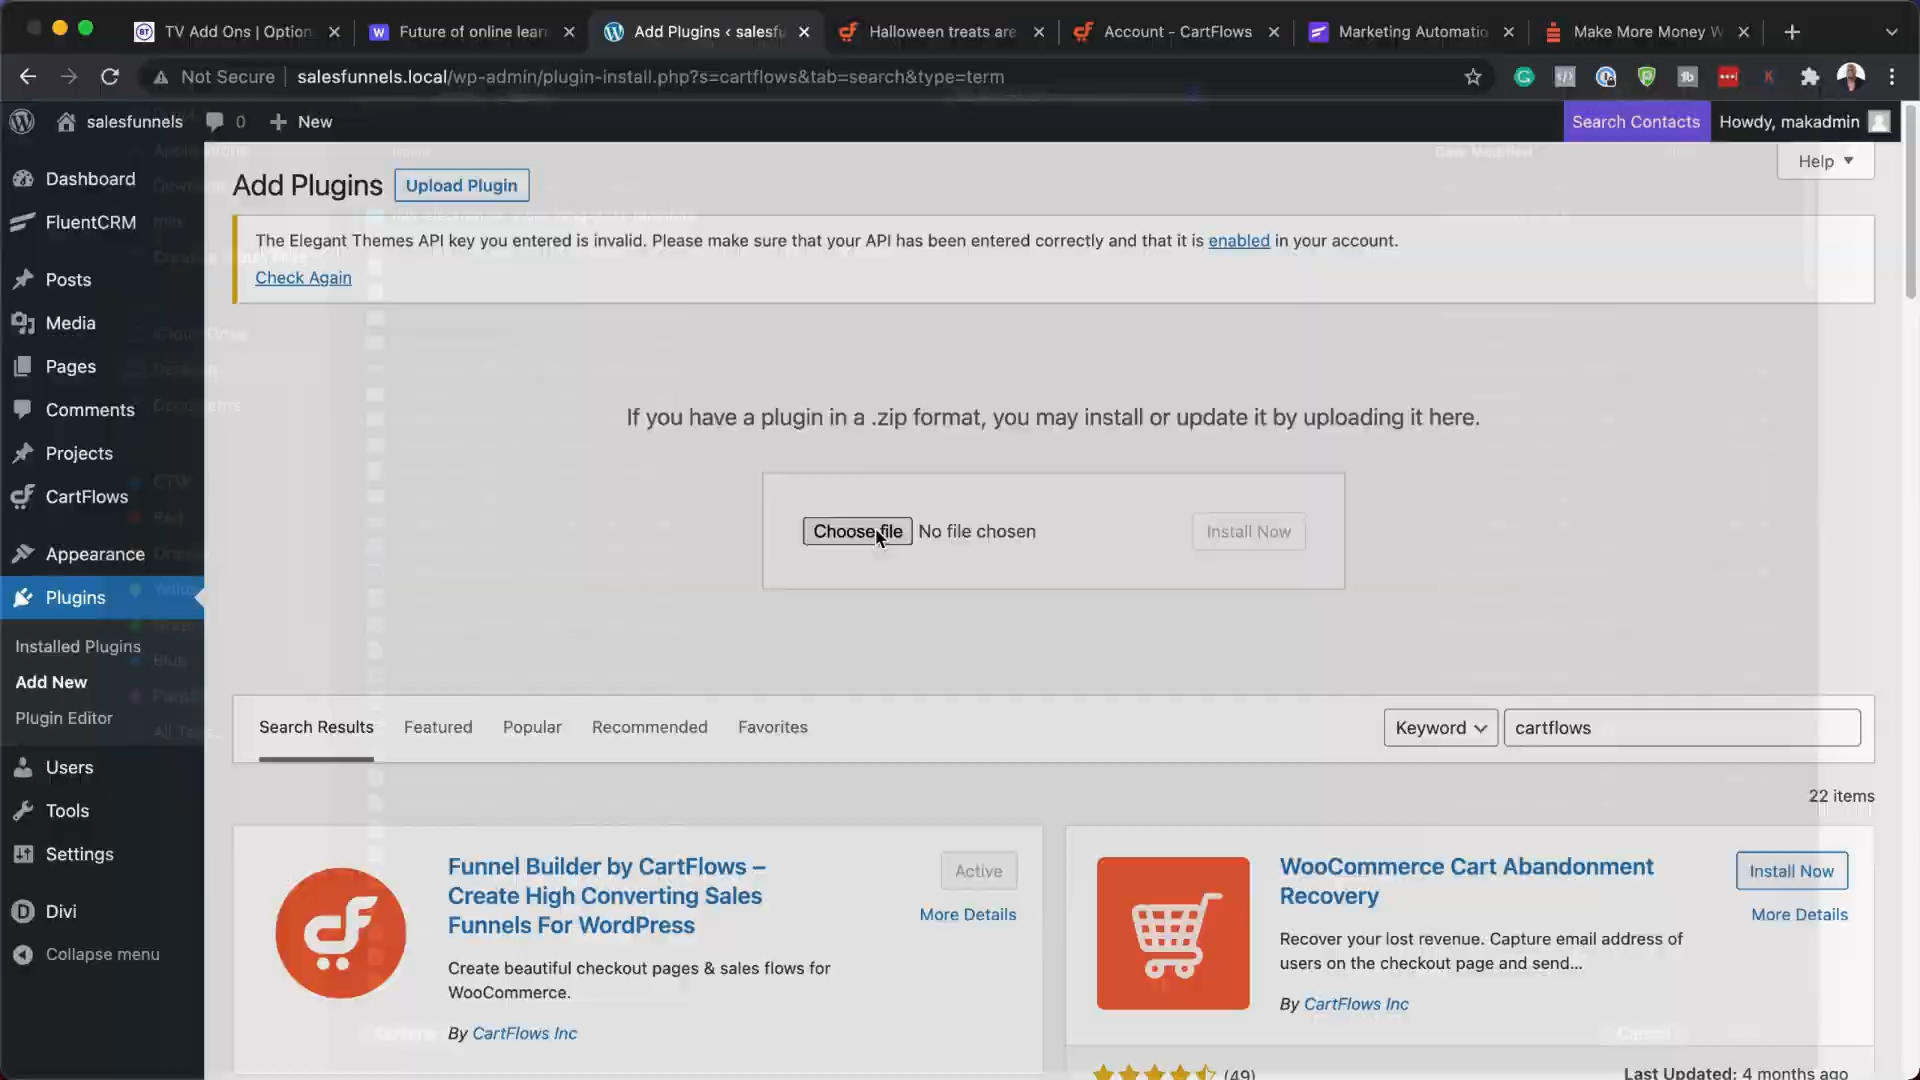 TV Add Ons | Option
Future of online lear
Add Plugins ‹ salesfu
Halloween treats are
Account - CartFlows
Marketing Automatio
Make More Money W
Not Secure
salesfunnels.local/wp-admin/plugin-install.php?s=cartflows&tab=search&type=term
salesfunnels
0
New
Search Contacts
Howdy, makadmin
Dashboard
FluentCRM
Posts
Media
Pages
Comments
Projects
CartFlows
Appearance
Plugins
Installed Plugins
Add New
Plugin Editor
Users
Tools
Settings
Divi
Collapse menu
Help
Add Plugins
Upload Plugin
The Elegant Themes API key you entered is invalid. Please make sure that your API has been entered correctly and that it is enabled in your account.
Check Again
If you have a plugin in a .zip format, you may install or update it by uploading it here.
Choose file
No file chosen
Install Now
Search Results
Featured
Popular
Recommended
Favorites
Keyword
cartflows
22 items
Funnel Builder by CartFlows –
Create High Converting Sales
Funnels For WordPress
Active
More Details
Create beautiful checkout pages & sales flows for
WooCommerce.
By CartFlows Inc
WooCommerce Cart Abandonment
Recovery
Install Now
More Details
Recover your lost revenue. Capture email address of
users on the checkout page and send...
By CartFlows Inc
(49)
Last Updated: 4 months ago